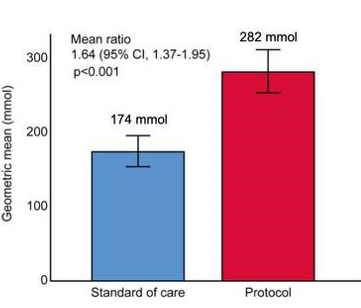 Mean ratio
1.64 (95% CI, 1.37-1.95)
p<0.001
282 mmol
174 mmol
Geometric mean (mmol)
300
200
100
0
Standard of care
Protocol